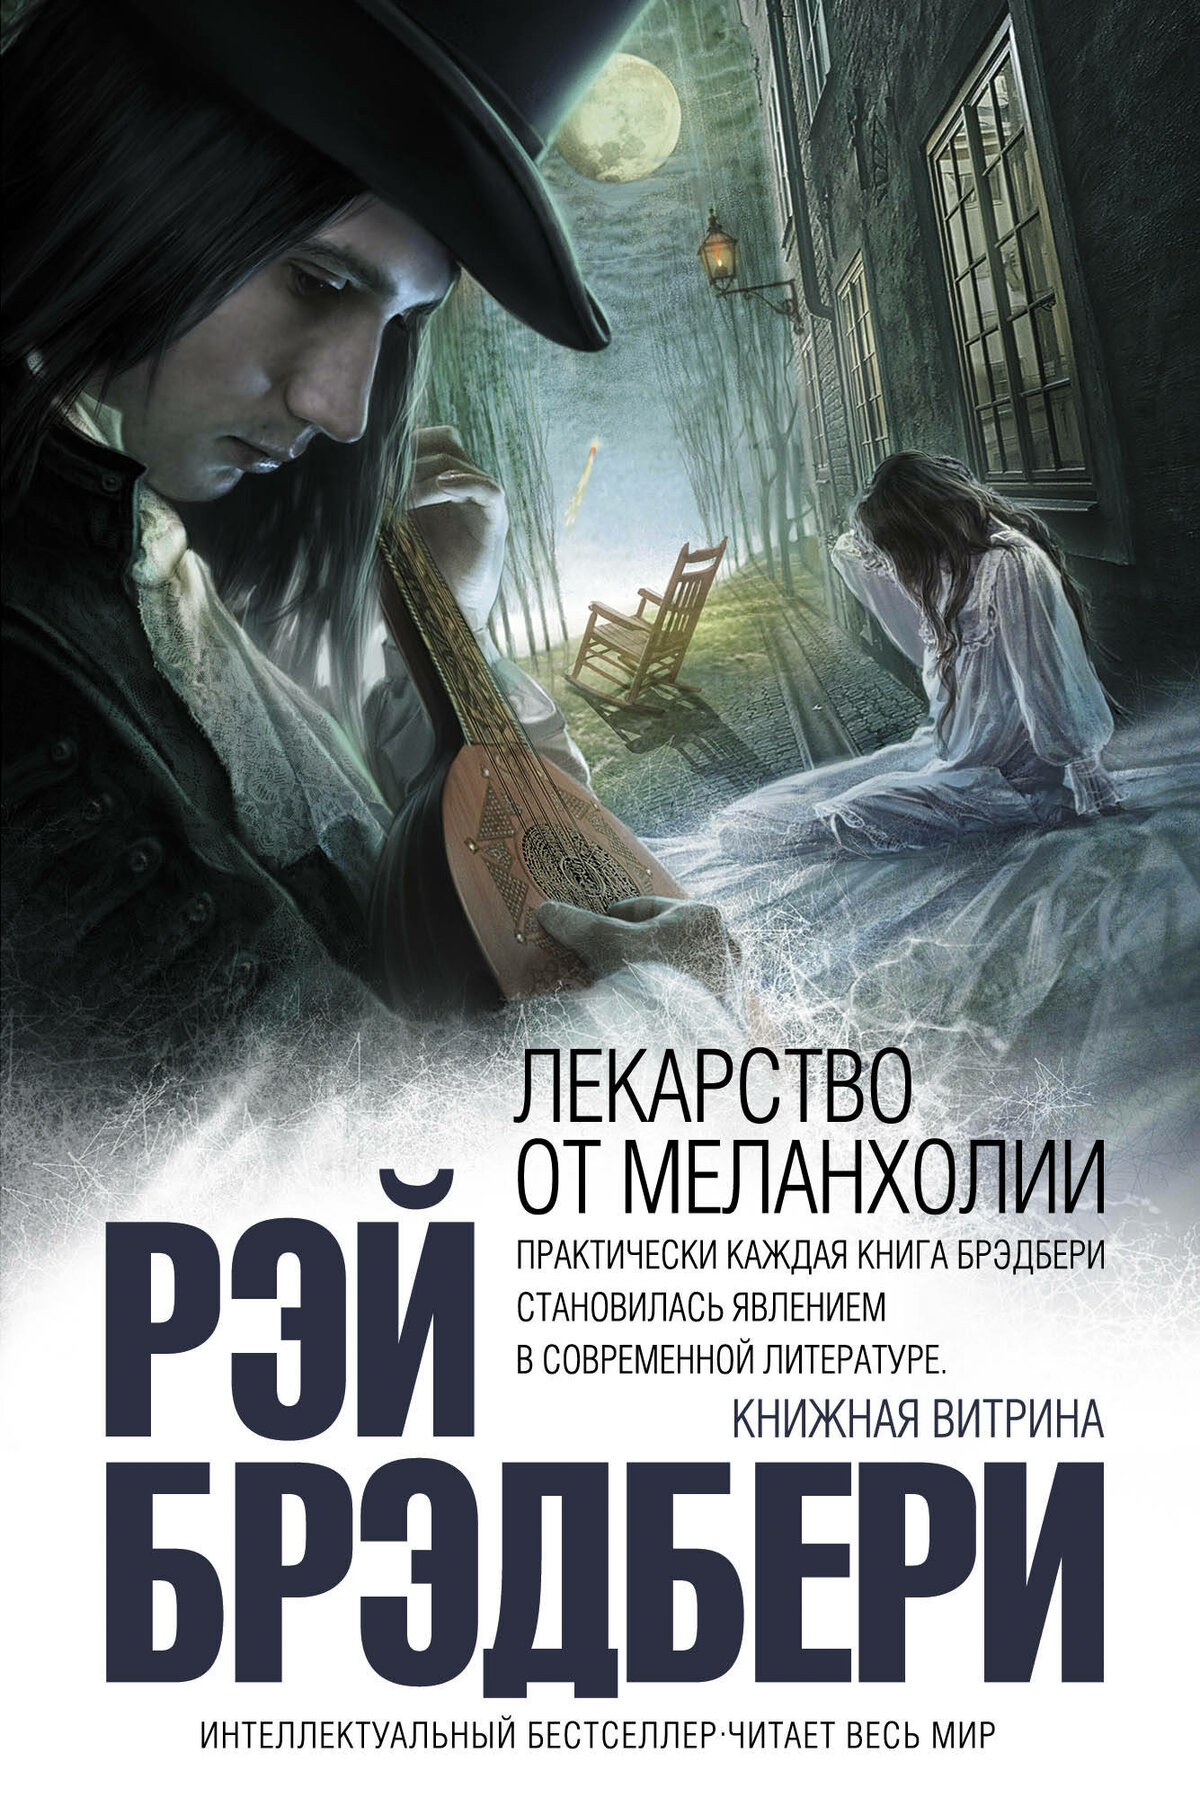 ЛЕКАРСТВО
ОТ МЕЛАНХОЛИИ
ПРАКТИЧЕСКИ КАЖДАЯ КНИГА БРЭДБЕРИ
СТАНОВИЛАСЬ ЯВЛЕНИЕМ
В СОВРЕМЕННОЙ ЛИТЕРАТУРЕ.
КНИЖНАЯ ВИТРИНА
РЭЙ
БРЭДБЕРИ
ИНТЕЛЛЕКТУАЛЬНЫЙ БЕСТСЕЛЛЕР·ЧИТАЕТ ВЕСЬ МИР